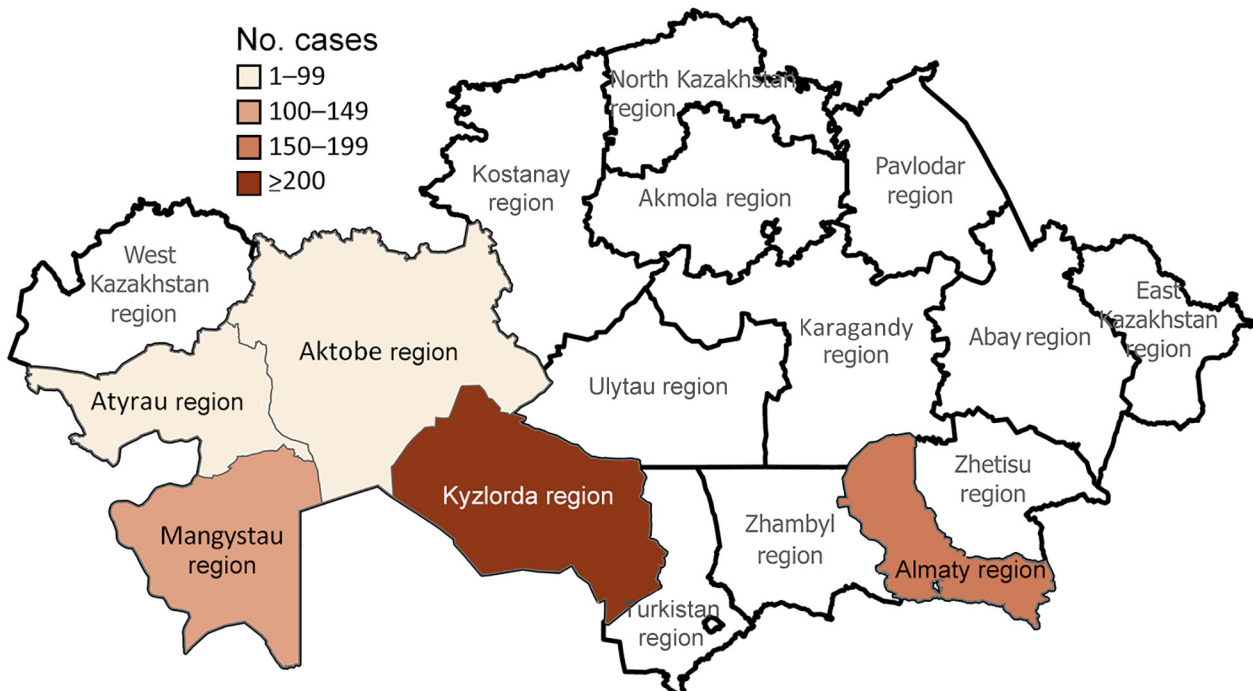 No. cases
1–99
100–149
150–199
≥200
North Kazakhstan
region
Kostanay
region
Akmola region
Pavlodar
region
West
Kazakhstan
region
Aktobe region
Atyrau region
Karagandy
region
Ulytau region
Abay region
East
Kazakhstan
region
Kyzlorda region
Mangystau
region
Zhetisu
region
Zhambyl
region
Almaty region
Turkistan
region